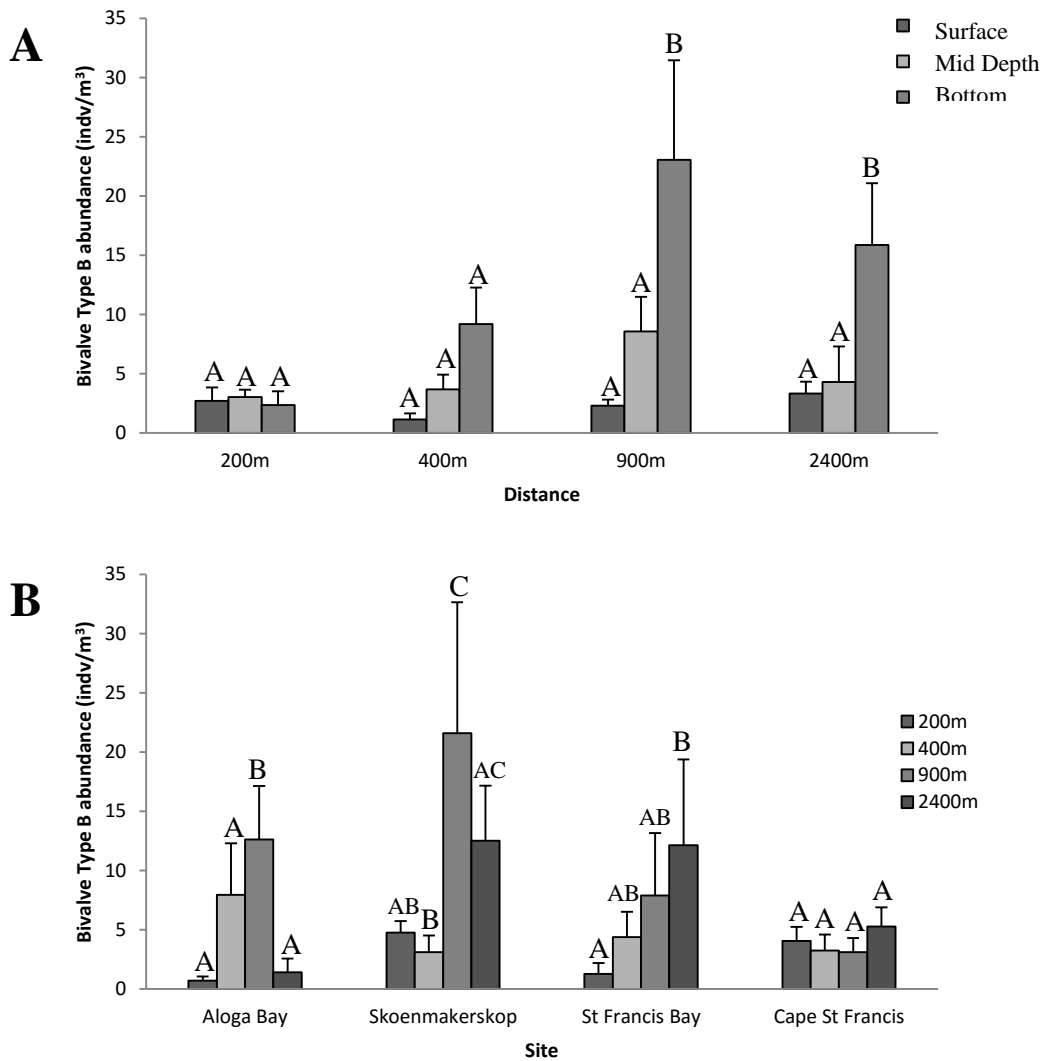 A
Bivalve Type B abundance (indv/m³)
35
30
25
20
15
10
5
0
A A A
A A A
A A B
A A B
200m 400m 900m 2400m
Distance
Surface
Mid Depth
Bottom
B
Bivalve Type B abundance (indv/m³)
35
30
25
20
15
10
5
0
A A B A
AB B C AC
A AB AB B
A A A A
Aloga Bay Skoenmakerskop St Francis Bay Cape St Francis
Site
200m
400m
900m
2400m